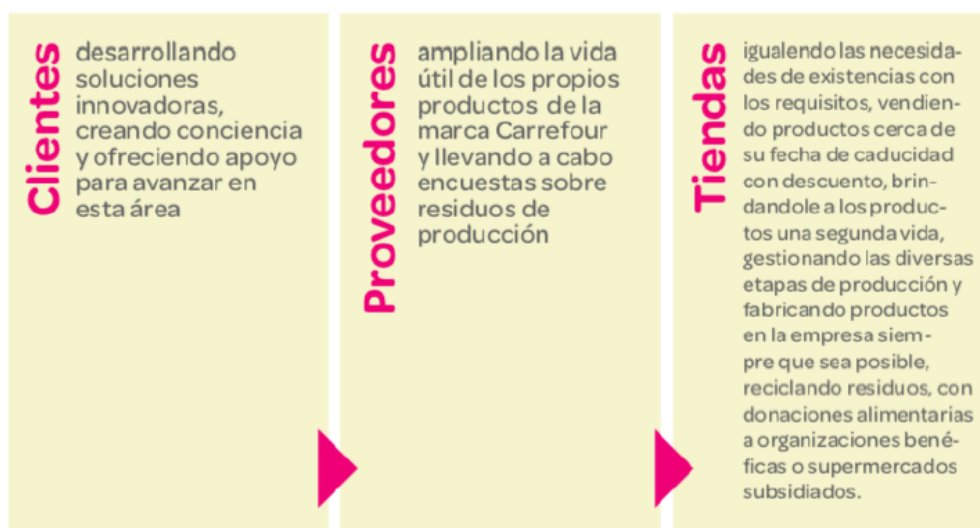 Clientes
desarrollando
soluciones
innovadoras,
creando conciencia
y ofreciendo apoyo
para avanzar en
esta área
Proveedores
ampliando la vida
útil de los propios
productos de la
marca Carrefour
y llevando a cabo
encuestas sobre
residuos de
producción
Tiendas
igualendo las necesida-
des de existencias con
los requisitos, vendien-
do productos cerca de
su fecha de caducidad
con descuento, brin-
dandole a los produc-
tos una segunda vida,
gestionando las diversas
etapas de producción y
fabricando productos
en la empresa siem-
pre que sea posible,
reciclando residuos, con
donaciones alimentarias
a organizaciones bené-
ficas o supermercados
subsidiados.